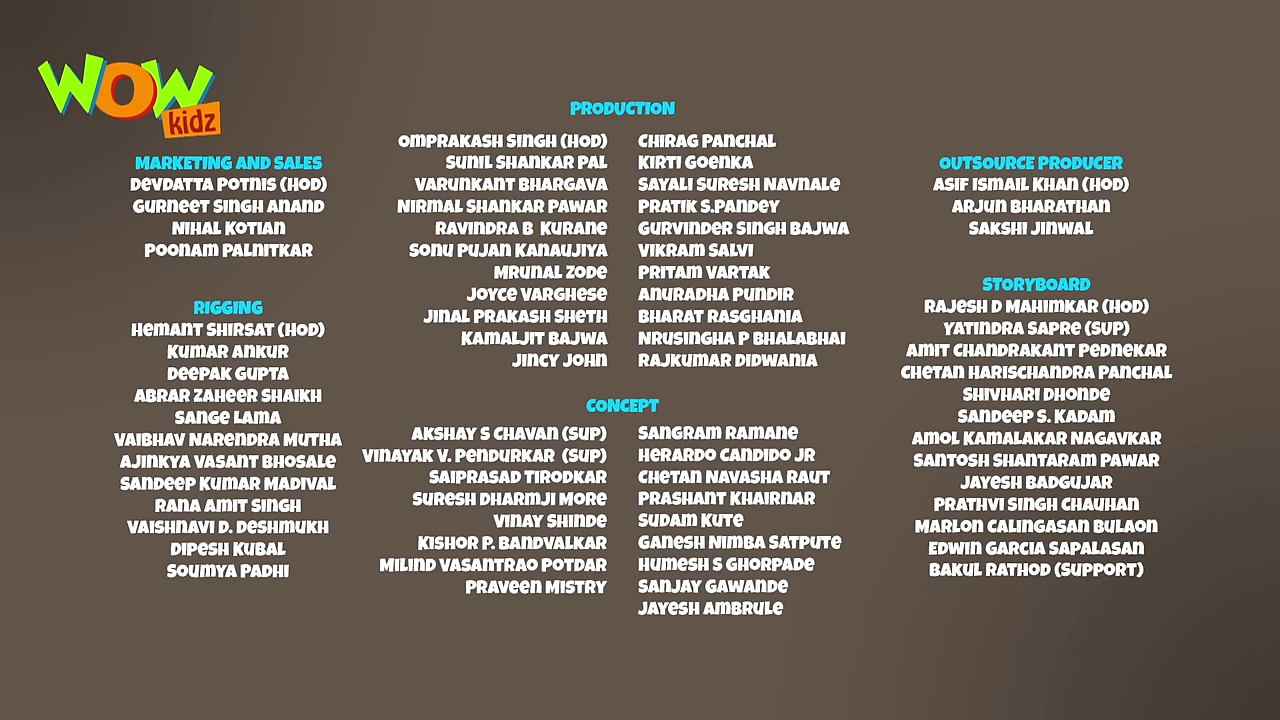 WOW
kidz
MARKETING AND SALES
DEVDATTA POTNIS (HOD)
GURNEET SINGH ANAND
NIHAL KOTIAN
POONAM PALNITKAR
RIGGING
HEMANT SHIRSAT (HOD)
KUMAR ANKUR
DEEPAK GUPTA
ABRAR ZAHEER SHAIKH
SANGE LAMA
VAIBHAV NARENDRA MUTHA
AJINKYA VASANT BHOSALE
SANDEEP KUMAR MADIVAL
RANA AMIT SINGH
VAISHNAVI D. DESHMUKH
DIPESH KUBAL
SOUMYA PADHI
PRODUCTION
OMPRAKASH SINGH (HOD) CHIRAG PANCHAL
SUNIL SHANKAR PAL KIRTI GOENKA
VARUNKANT BHARGAVA SAYALI SURESH NAVNALE
NIRMAL SHANKAR PAWAR PRATIK S.PANDEY
RAVINDRA B KURANE GURVINDER SINGH BAJWA
SONU PUJAN KANAUJIYA VIKRAM SALVI
MRUNAL ZODE PRITAM VARTAK
JOYCE VARGHESE ANURADHA PUNDIR
JINAL PRAKASH SHETH BHARAT RASGHANIA
KAMALJIT BAJWA NRUSINGHA P BHALABHAI
JINCY JOHN RAJKUMAR DIDWANIA
CONCEPT
AKSHAY S CHAVAN (SUP) SANGRAM RAMANE
VINAYAK V. PENDURKAR (SUP) HERARDO CANDIDO JR
SAIPRASAD TIRODKAR CHETAN NAVASHA RAUT
SURESH DHARMJI MORE PRASHANT KHAIRNAR
VINAY SHINDE SUDAM KUTE
KISHOR P. BANDVALKAR GANESH NIMBA SATPUTE
MILIND VASANTRAO POTDAR HUMESH S GHORPADE
PRAVEEN MISTRY SANJAY GAWANDE
JAYESH AMBRULE
OUTSOURCE PRODUCER
ASIF ISMAIL KHAN (HOD)
ARJUN BHARATHAN
SAKSHI JINWAL
STORYBOARD
RAJESH D MAHIMKAR (HOD)
YATINDRA SAPRE (SUP)
AMIT CHANDRAKANT PEDNEKAR
CHETAN HARISCHANDRA PANCHAL
SHIVHARI DHONDE
SANDEEP S. KADAM
AMOL KAMALAKAR NAGAVKAR
SANTOSH SHANTARAM PAWAR
JAYESH BADGUJAR
PRATHVI SINGH CHAUHAN
MARLON CALINGASAN BULAON
EDWIN GARCIA SAPALASAN
BAKUL RATHOD (SUPPORT)